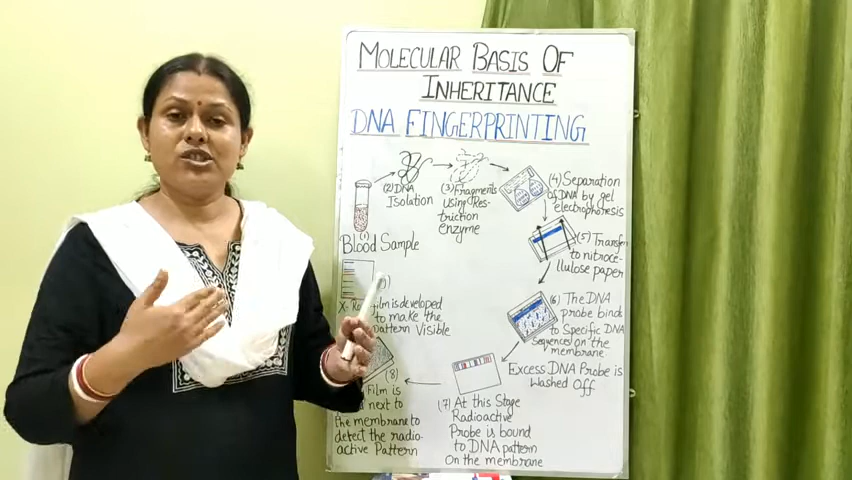 MOLECULAR BASIS OF
INHERITANCE
DNA FINGERPRINTING
(1)
Blood Sample
(2) DNA
Isolation
(3) Fragments
using Res-
triction
enzyme
(4) Separation
of DNA by gel
electrophoresis
(5) Transfer
to nitroce-
llulose paper
(6) The DNA
probe bind
to Specific DNA
Sequences on the
membrane
Excess DNA Probe is
Washed Off
(7) At this Stage
Radioactive
Probe is bound
to DNA pattern
On the membrane
(8)
Film is
next to
the membrane to
detect the radio-
active Pattern
X-
film is developed
to make the
pattern Visible